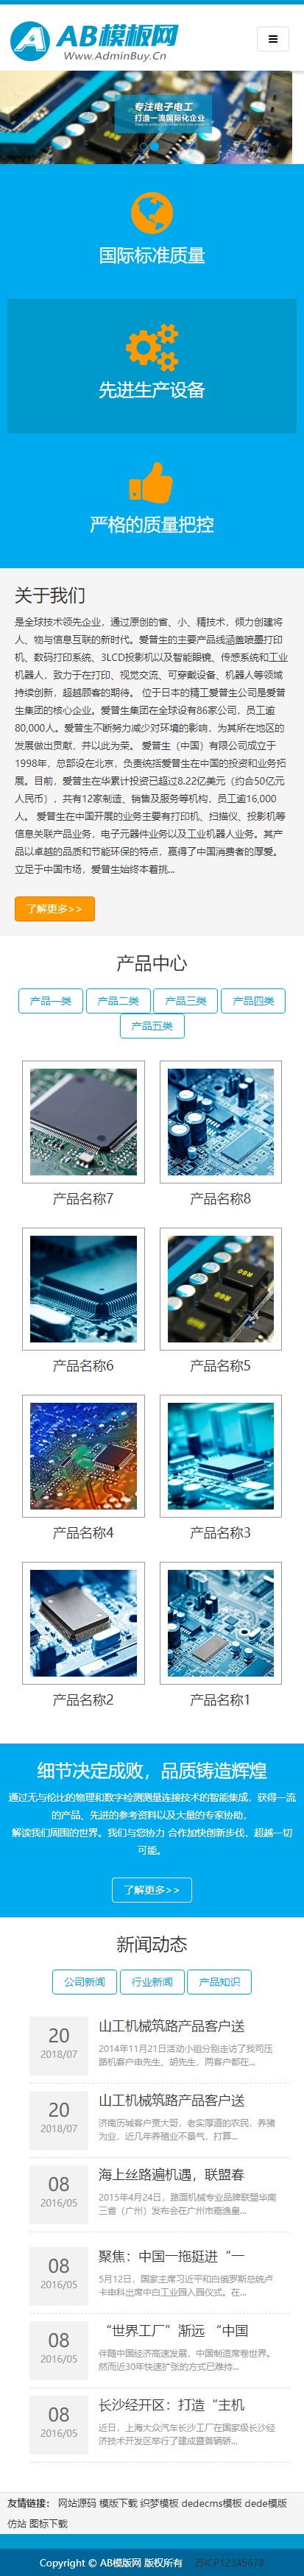 AB模板网
Www.AdminBuy.Cn
专注电子电工
打造一流国际化企业
国际标准质量
先进生产设备
严格的质量把控
关于我们
是全球技术领先企业，通过原创的省、小、精技术，倾力创建将
人、物与信息互联的新时代。爱普生的主要产品线涵盖喷墨打印
机、数码打印系统、3LCD投影机以及智能眼镜、传感系统和工业
机器人，致力于在打印、视觉交流、可穿戴设备、机器人等领域
持续创新，超越顾客的期待。 位于日本的精工爱普生公司是爱普
生集团的核心企业。爱普生集团在全球设有86家公司，员工逾
80,000人。爱普生不断努力减少对环境的影响，为其所在地区的
发展做出贡献，并以此为荣。 爱普生（中国）有限公司成立于
1998年，总部设在北京，负责统括爱普生在中国的投资和业务拓
展。目前，爱普生在华累计投资已超过8.22亿美元（约合50亿元
人民币），共有12家制造、销售及服务等机构，员工逾16,000
人。 爱普生在中国开展的业务主要有打印机、扫描仪、投影机等
信息关联产品业务，电子元器件业务以及工业机器人业务。其产
品以卓越的品质和节能环保的特点，赢得了中国消费者的厚爱。
立足于中国市场，爱普生始终本着挑...
了解更多>>
产品中心
产品一类 产品二类 产品三类 产品四类
产品五类
产品名称7 产品名称8
产品名称6 产品名称5
产品名称4 产品名称3
产品名称2 产品名称1
细节决定成败，品质铸造辉煌
通过无与伦比的物理和数字检测测量连接技术的智能集成，获得一流
的产品、先进的参考资料以及大量的专家协助，
解读我们周围的世界。我们与您协力 合作加快创新步伐，超越一切
可能。
了解更多>>
新闻动态
公司新闻 行业新闻 产品知识
20
2018/07
山工机械筑路产品客户送
2014年11月21日活动小组分别走访了我司压
路机客户申先生、胡先生，两客户都在...
20
2018/07
山工机械筑路产品客户送
济南历城客户贾大哥，老实厚道的农民，养猪
为业，近几年养殖业不景气，打算...
08
2016/05
海上丝路遍机遇，联盟春
2015年4月24日，路面机械专业品牌联盟华南
三省（广州）发布会在广州市嘉逸皇...
08
2016/05
聚焦：中国一拖挺进“一
5月12日，国家主席习近平和白俄罗斯总统卢
卡申科出席中白工业园入园仪式。在...
08
2016/05
“世界工厂”渐远 “中国
伴随中国经济高速发展，中国制造席卷世界。
然而近30年快速扩张的方式已难持...
08
2016/05
长沙经开区：打造“主机
近日，上海大众汽车长沙工厂在国家级长沙经
济技术开发区举行了建成暨首辆轿...
友情链接： 网站源码 模版下载 织梦模板 dedecms模板 dede模版
仿站 图标下载
Copyright © AB模版网 版权所有 苏ICP12345678